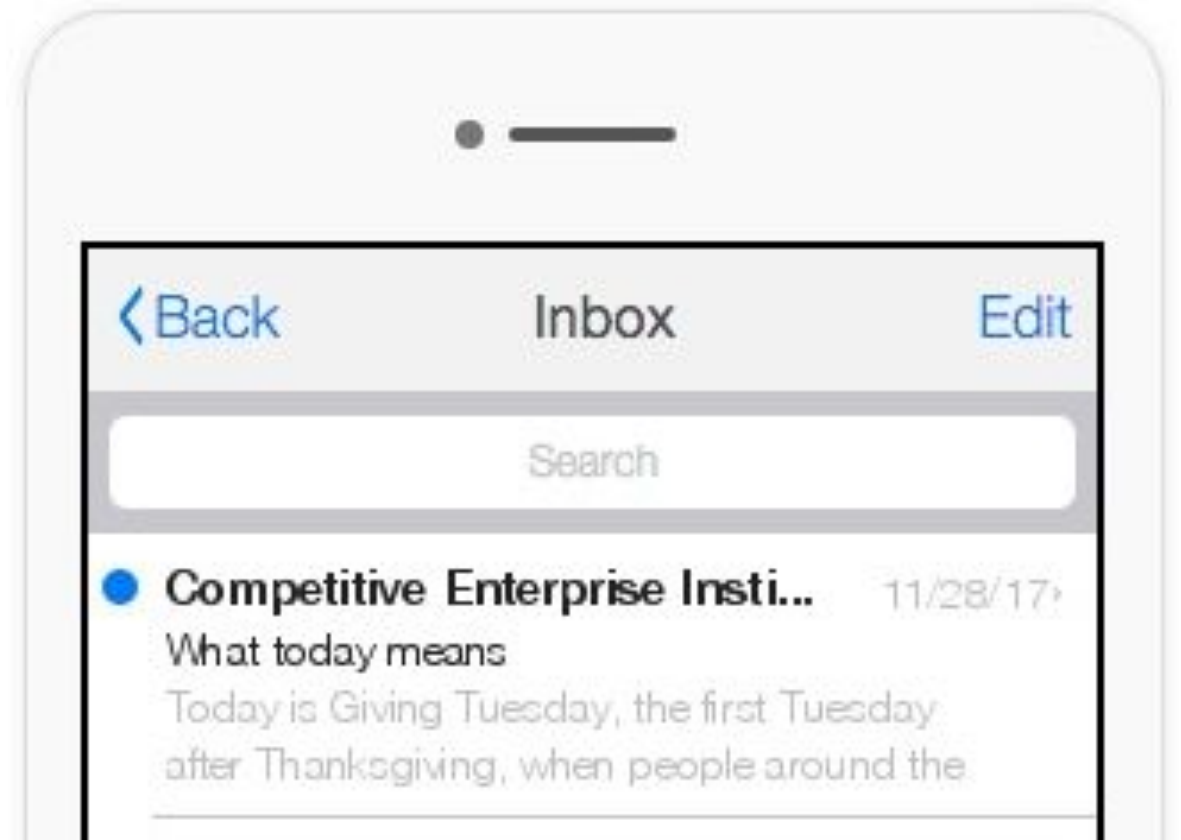 Back Inbox Edit
Search
Competitive Enterprise Insti... 11/28/17
What today means
Today is Giving Tuesday, the first Tuesday
after Thanksgiving, when people around the